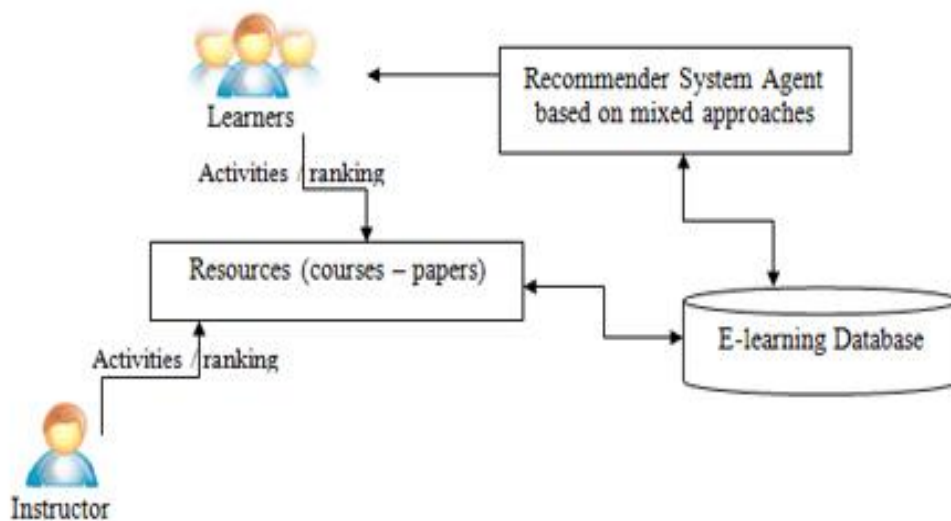 Learners
Recommender System Agent
based on mixed approaches
Activities / ranking
Resources (courses – papers)
E-learning Database
Activities / ranking
Instructor